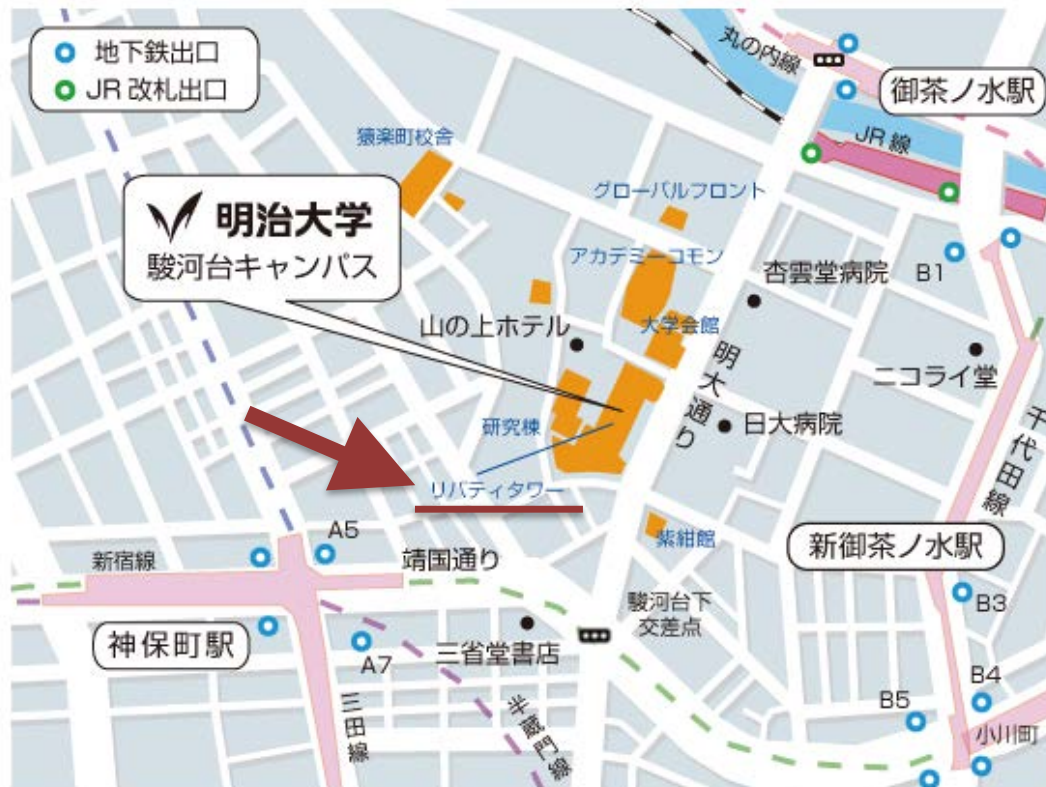 地下鉄出口
JR 改札出口
丸の内線
御茶ノ水駅
JR 線
猿楽町校舎
グローバルフロント
明治大学
駿河台キャンパス
アカデミーコモン
杏雲堂病院
B1
山の上ホテル
大学会館
明大通り
ニコライ堂
研究棟
日大病院
千代田線
リバティタワー
A5
紫紺館
新御茶ノ水駅
新宿線
靖国通り
駿河台下
交差点
B3
神保町駅
A7
三省堂書店
B4
B5
三田線
半蔵門線
小川町